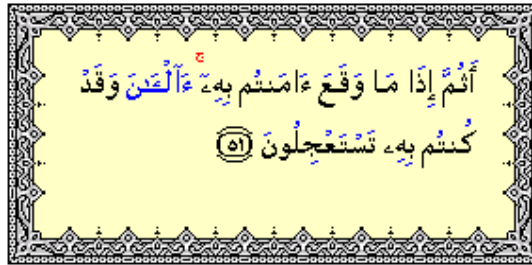 أَثُمَّ إِذَا مَا وَقَعَ ءَامَنتُم بِهِۦٓ ۚ ءَآلْـَٰٔنَ وَقَدْ
كُنتُم بِهِۦ تَسْتَعْجِلُونَ ﴿٥١﴾